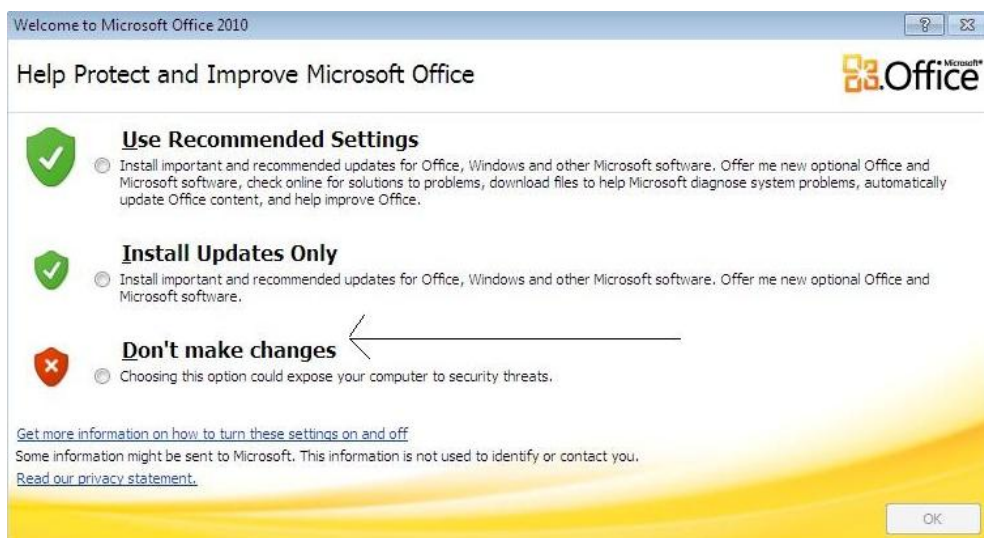 Welcome to Microsoft Office 2010
Help Protect and Improve Microsoft Office
Microsoft®
Office
Use Recommended Settings
Install important and recommended updates for Office, Windows and other Microsoft software. Offer me new optional Office and
Microsoft software, check online for solutions to problems, download files to help Microsoft diagnose system problems, automatically
update Office content, and help improve Office.
Install Updates Only
Install important and recommended updates for Office, Windows and other Microsoft software. Offer me new optional Office and
Microsoft software.
Don't make changes
Choosing this option could expose your computer to security threats.
Get more information on how to turn these settings on and off
Some information might be sent to Microsoft. This information is not used to identify or contact you.
Read our privacy statement.
OK